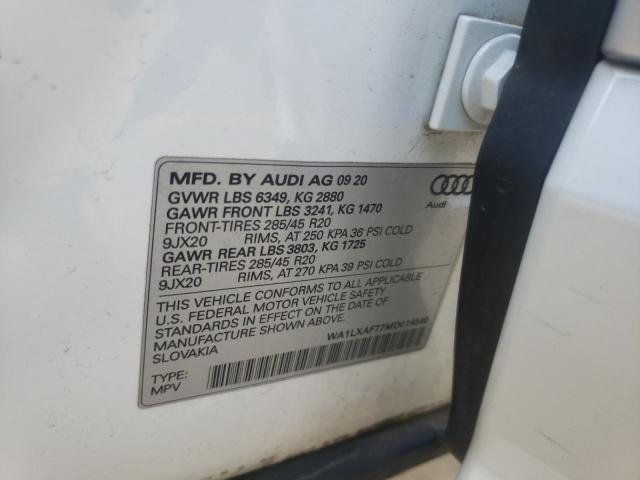 MFD. BY AUDI AG 09 20
GVWR LBS 6349, KG 2880
GAWR FRONT LBS 3241, KG 1470
FRONT-TIRES 285/45 R20
9JX20 RIMS, AT 250 KPA 36 PSI COLD
GAWR REAR LBS 3803, KG 1725
REAR-TIRES 285/45 R20
9JX20 RIMS, AT 270 KPA 39 PSI COLD
THIS VEHICLE CONFORMS TO ALL APPLICABLE
U.S. FEDERAL MOTOR VEHICLE SAFETY
STANDARDS IN EFFECT ON THE DATE OF
MANUFACTURE SHOWN ABOVE.
SLOVAKIA
WA1LXAF77MD014540
TYPE:
MPV
Audi